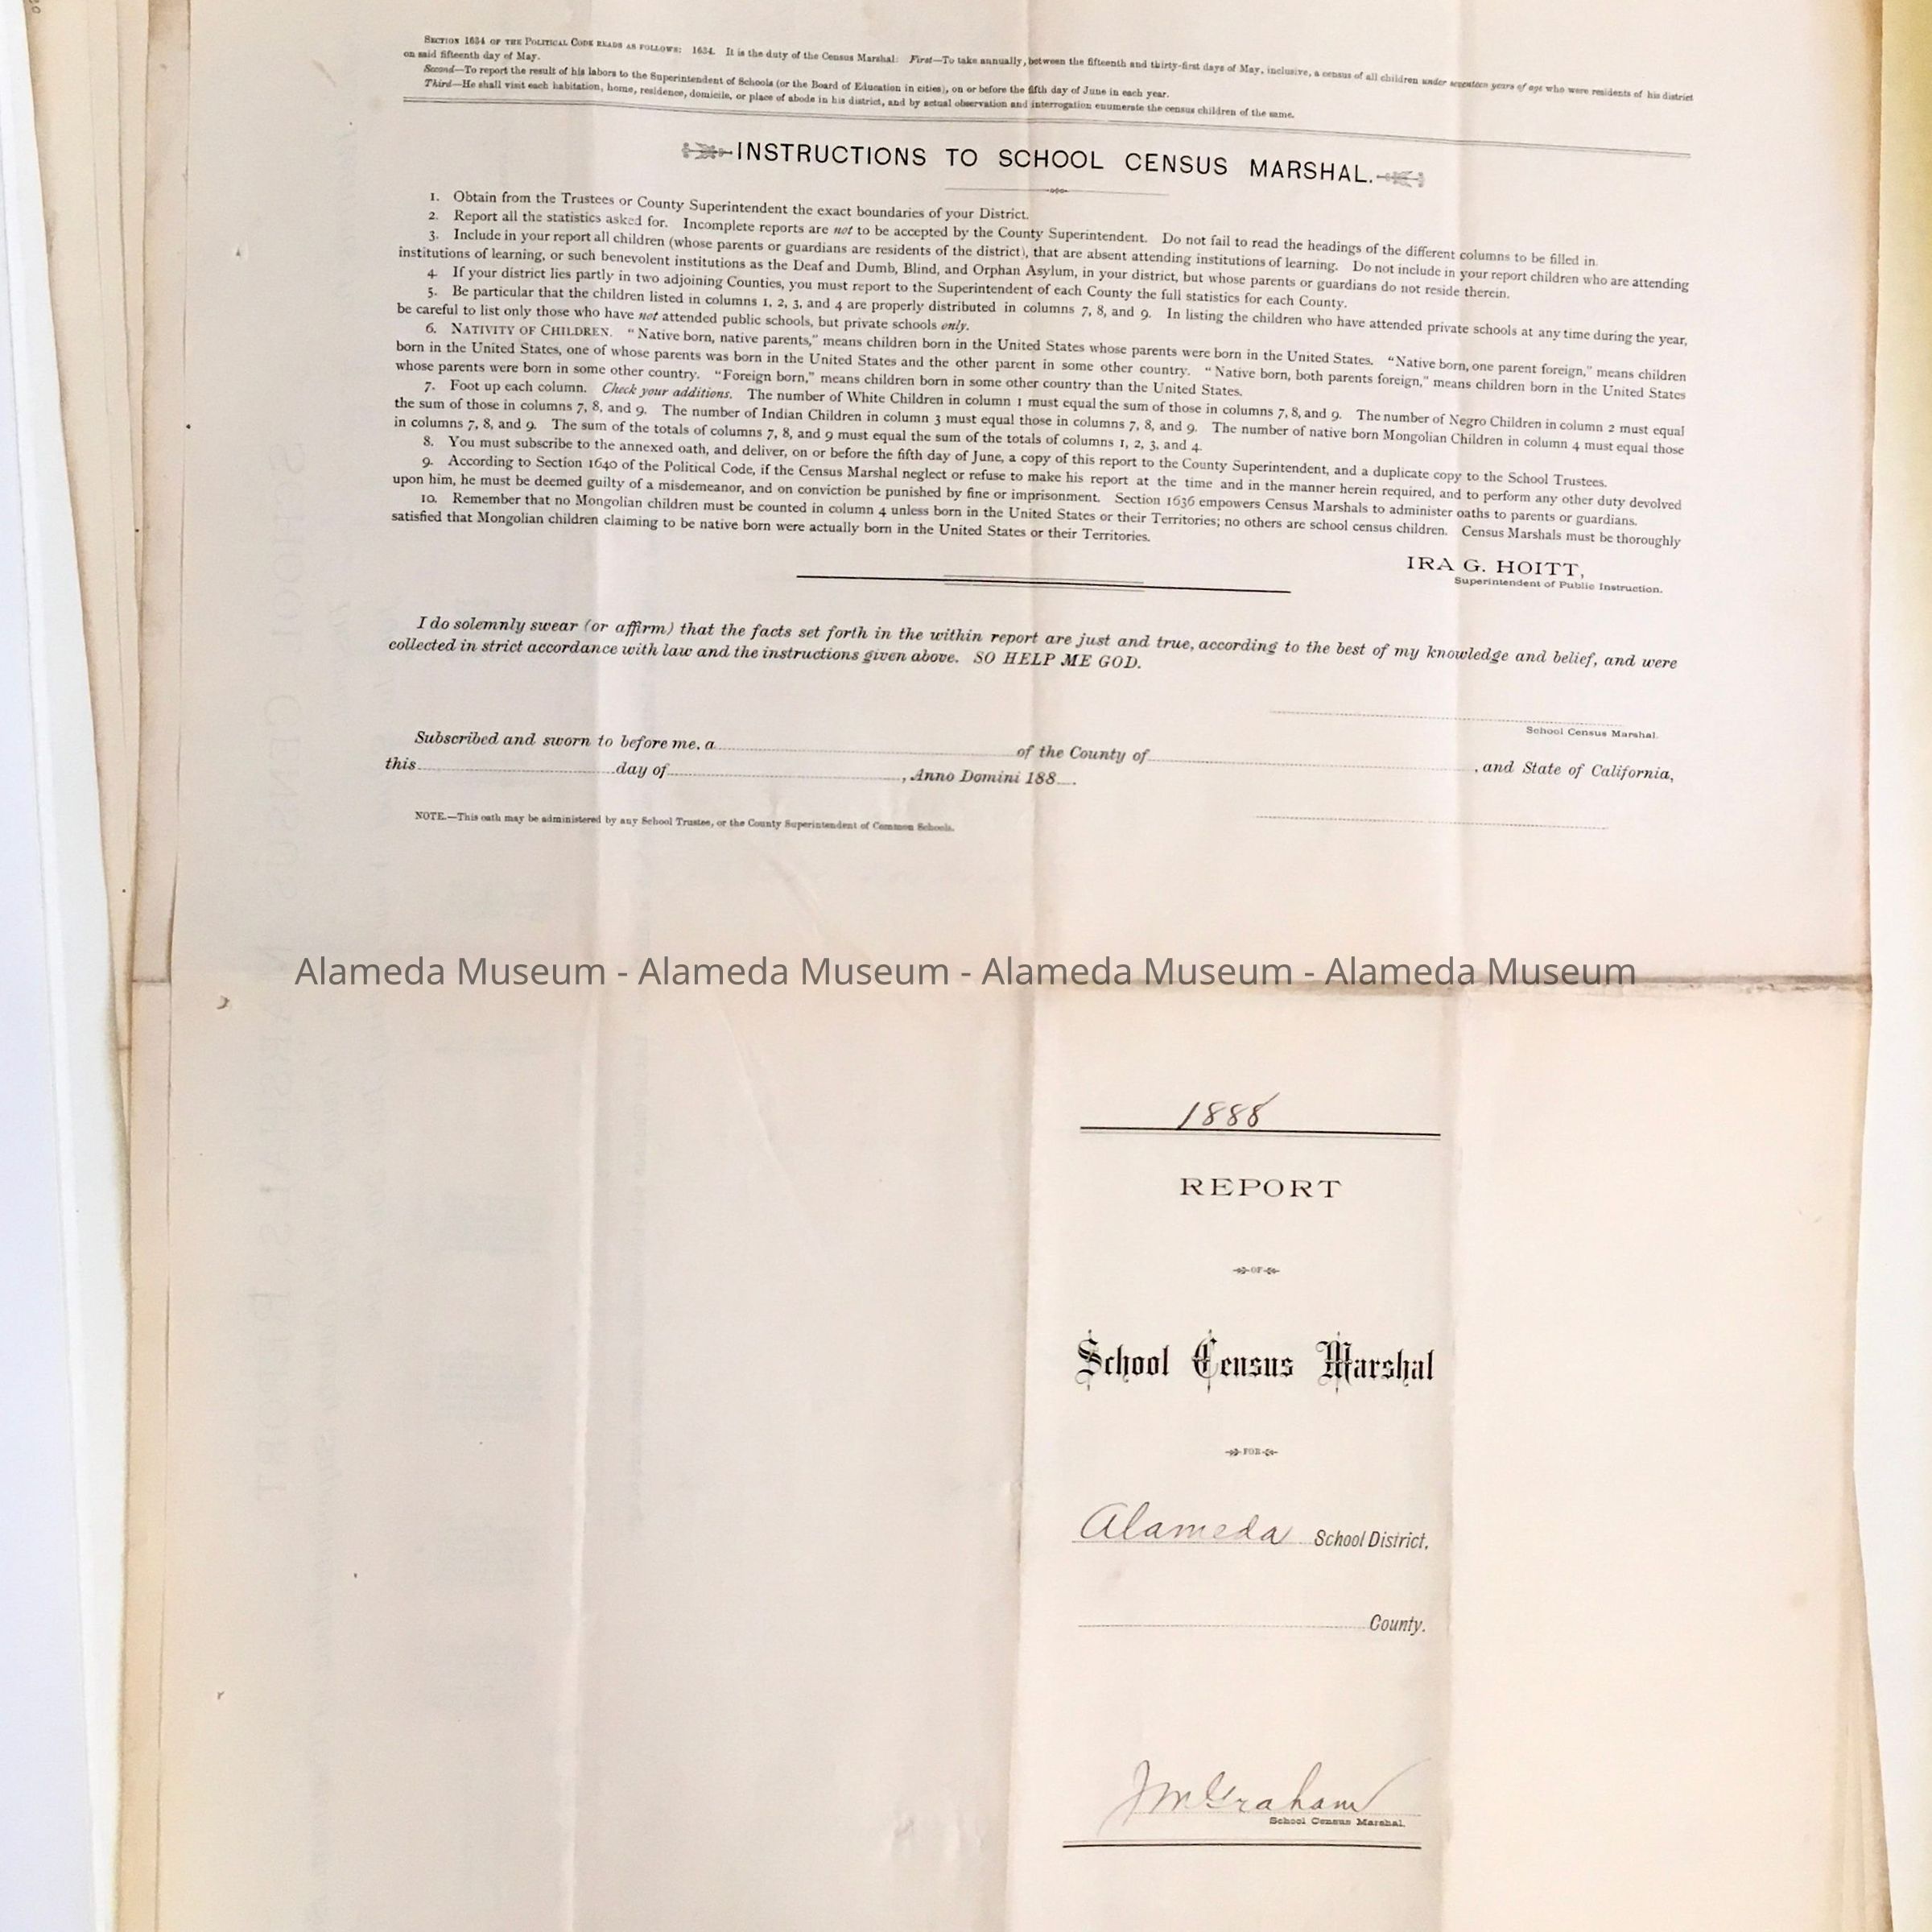 SECTION 1634 OF THE POLITICAL CODE READS AS FOLLOWS: 1634. It is the duty of the Census Marshal: First—To take annually, between the fifteenth and thirty-first days of May, inclusive, a census of all children under seventeen years of age who were residents of his district
on said fifteenth day of May.
Second—To report the result of his labors to the Superintendent of Schools (or the Board of Education in cities), on or before the fifth day of June in each year.
Third—He shall visit each habitation, home, residence, domicile, or place of abode in his district, and by actual observation and interrogation enumerate the census children of the same.
INSTRUCTIONS TO SCHOOL CENSUS MARSHAL.
1. Obtain from the Trustees or County Superintendent the exact boundaries of your District.
2. Report all the statistics asked for. Incomplete reports are not to be accepted by the County Superintendent. Do not fail to read the headings of the different columns to be filled in.
3. Include in your report all children (whose parents or guardians are residents of the district), that are absent attending institutions of learning. Do not include in your report children who are attending
institutions of learning, or such benevolent institutions as the Deaf and Dumb, Blind, and Orphan Asylum, in your district, but whose parents or guardians do not reside therein.
4. If your district lies partly in two adjoining Counties, you must report to the Superintendent of each County the full statistics for each County.
5. Be particular that the children listed in columns 1, 2, 3, and 4 are properly distributed in columns 7, 8, and 9. In listing the children who have attended private schools at any time during the year,
be careful to list only those who have not attended public schools, but private schools only.
6. NATIVITY OF CHILDREN. "Native born, native parents," means children born in the United States whose parents were born in the United States. "Native born, one parent foreign," means children
born in the United States, one of whose parents was born in the United States and the other parent in some other country. "Native born, both parents foreign," means children born in the United States
whose parents were born in some other country. "Foreign born," means children born in some other country than the United States.
7. Foot up each column. Check your additions. The number of White Children in column 1 must equal the sum of those in columns 7, 8, and 9. The number of Negro Children in column 2 must equal
the sum of those in columns 7, 8, and 9. The number of Indian Children in column 3 must equal those in columns 7, 8, and 9. The number of native born Mongolian Children in column 4 must equal those
in columns 7, 8, and 9. The sum of the totals of columns 7, 8, and 9 must equal the sum of the totals of columns 1, 2, 3, and 4.
8. You must subscribe to the annexed oath, and deliver, on or before the fifth day of June, a copy of this report to the County Superintendent, and a duplicate copy to the School Trustees.
9. According to Section 1640 of the Political Code, if the Census Marshal neglect or refuse to make his report at the time and in the manner herein required, and to perform any other duty devolved
upon him, he must be deemed guilty of a misdemeanor, and on conviction be punished by fine or imprisonment. Section 1636 empowers Census Marshals to administer oaths to parents or guardians.
10. Remember that no Mongolian children must be counted in column 4 unless born in the United States or their Territories; no others are school census children. Census Marshals must be thoroughly
satisfied that Mongolian children claiming to be native born were actually born in the United States or their Territories.
IRA G. HOITT,
Superintendent of Public Instruction.
I do solemnly swear (or affirm) that the facts set forth in the within report are just and true, according to the best of my knowledge and belief, and were
collected in strict accordance with law and the instructions given above. SO HELP ME GOD.
School Census Marshal.
Subscribed and sworn to before me, a of the County of , and State of California,
this day of , Anno Domini 188 .
NOTE.—This oath may be administered by any School Trustee, or the County Superintendent of Common Schools.
Alameda Museum - Alameda Museum - Alameda Museum - Alameda Museum
1888
REPORT
OF
School Census Marshal
FOR
Alameda School District,
County.
J M Graham
School Census Marshal.